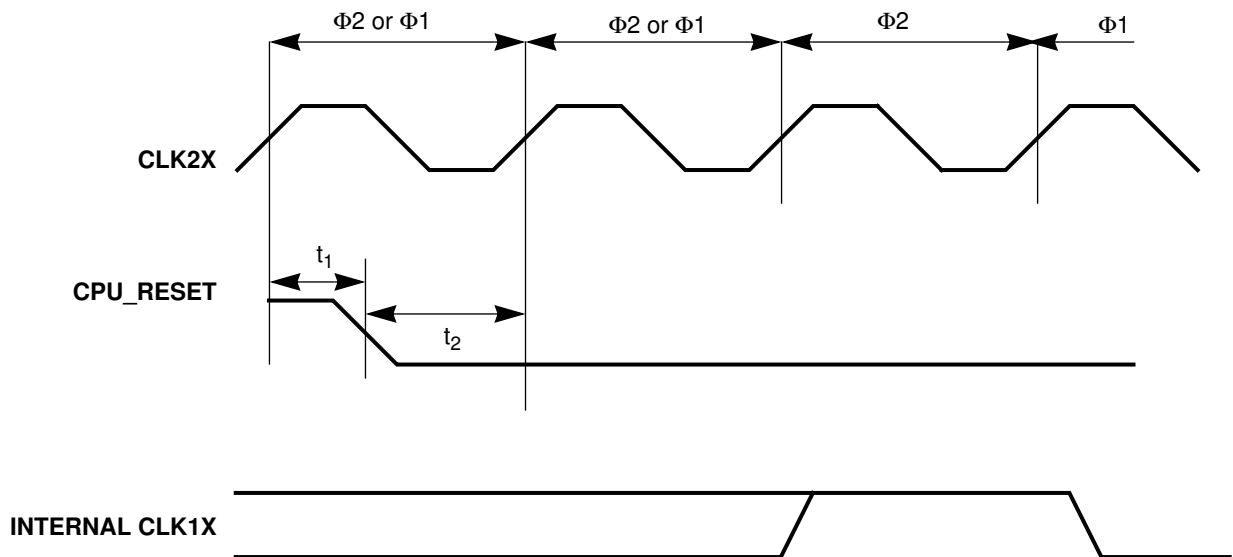 Φ2 or Φ1
Φ2 or Φ1
Φ2
Φ1
CLK2X
t1
CPU_RESET
t2
INTERNAL CLK1X